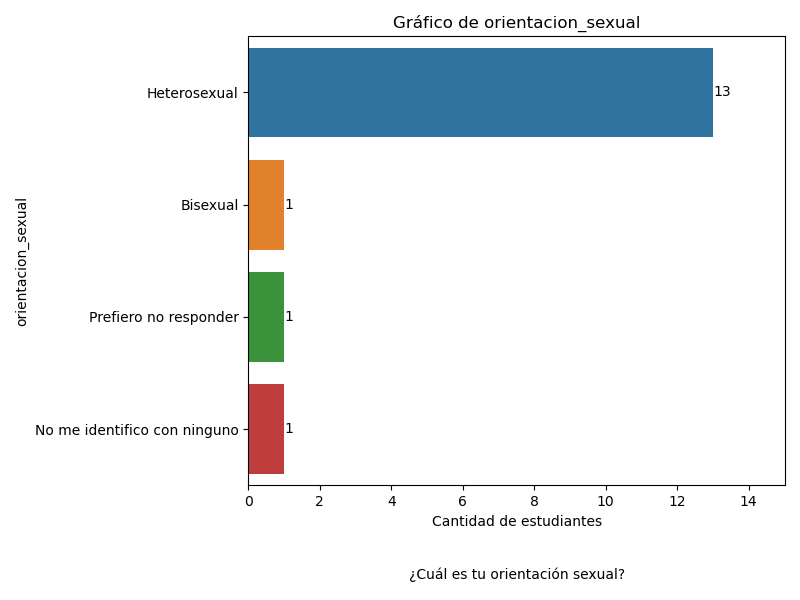 Gráfico de orientacion_sexual
Heterosexual
13
Bisexual
1
Prefiero no responder
1
No me identifico con ninguno
1
orientacion_sexual
0 2 4 6 8 10 12 14
Cantidad de estudiantes
¿Cuál es tu orientación sexual?